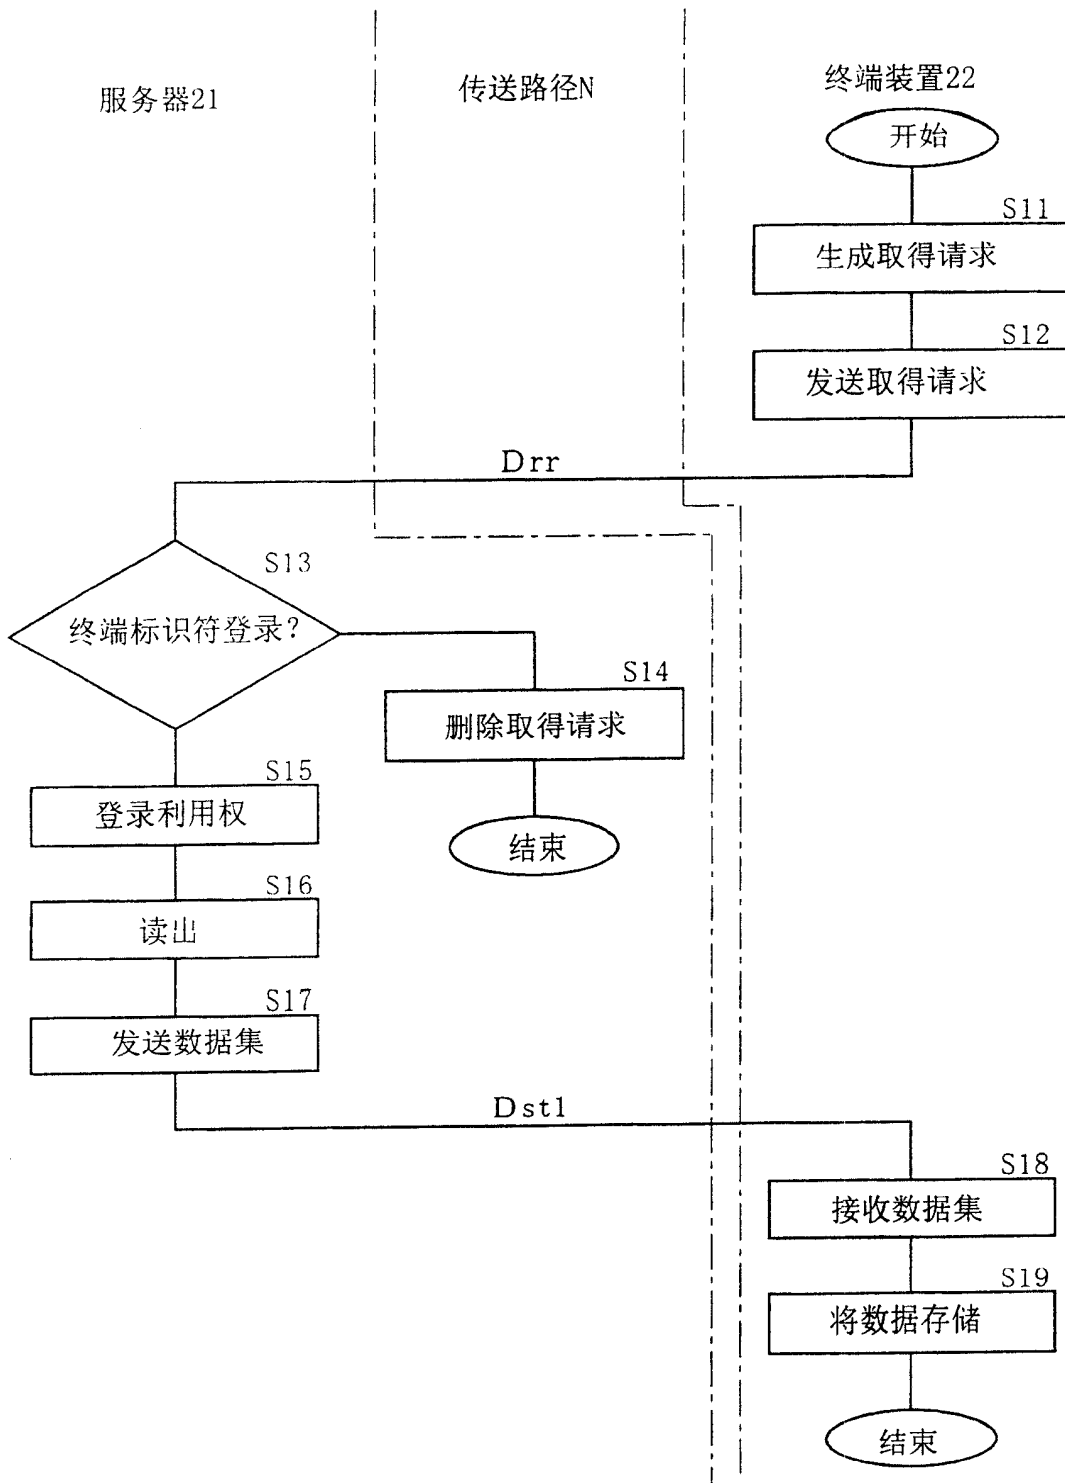 服务器21
传送路径N
终端装置22
开始
S11
生成取得请求
S12
发送取得请求
Drr
S13
终端标识符登录?
S14
删除取得请求
结束
S15
登录利用权
S16
读出
S17
发送数据集
Dst1
S18
接收数据集
S19
将数据存储
结束